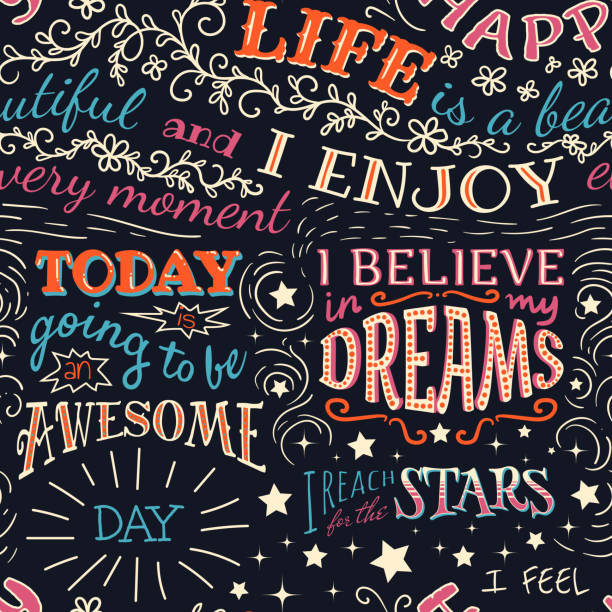 HAPP
LIFE
is a bea
utiful and I ENJOY
very moment
TODAY
is
going to be
an
AWESOME
DAY
I BELIEVE
in my
DREAMS
I REACH
for the STARS
I FEEL